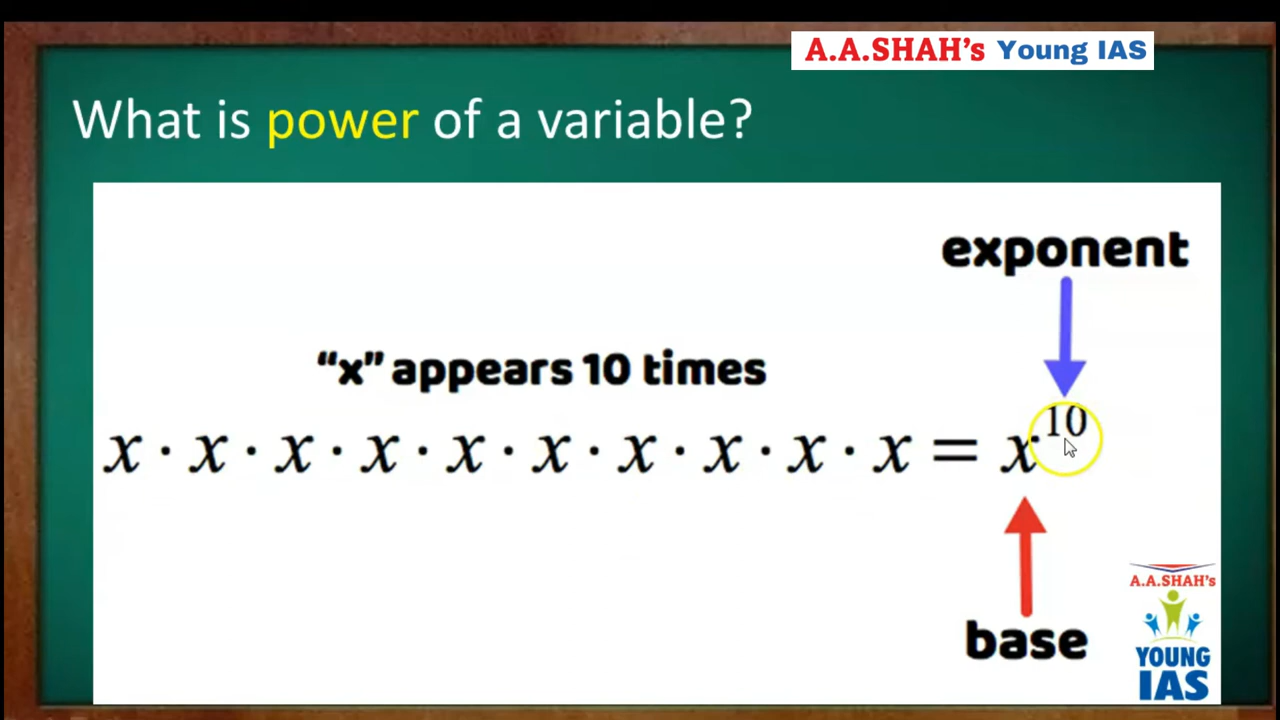 A.A.SHAH's Young IAS
What is power of a variable?
exponent
“x” appears 10 times
x · x · x · x · x · x · x · x · x · x = x¹⁰
base
A.A.SHAH's
YOUNG
IAS